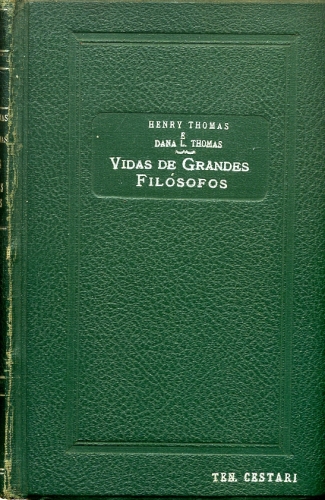 HENRY THOMAS
E
DANA L. THOMAS
VIDAS DE GRANDES
FILÓSOFOS
TEN. CESTARI